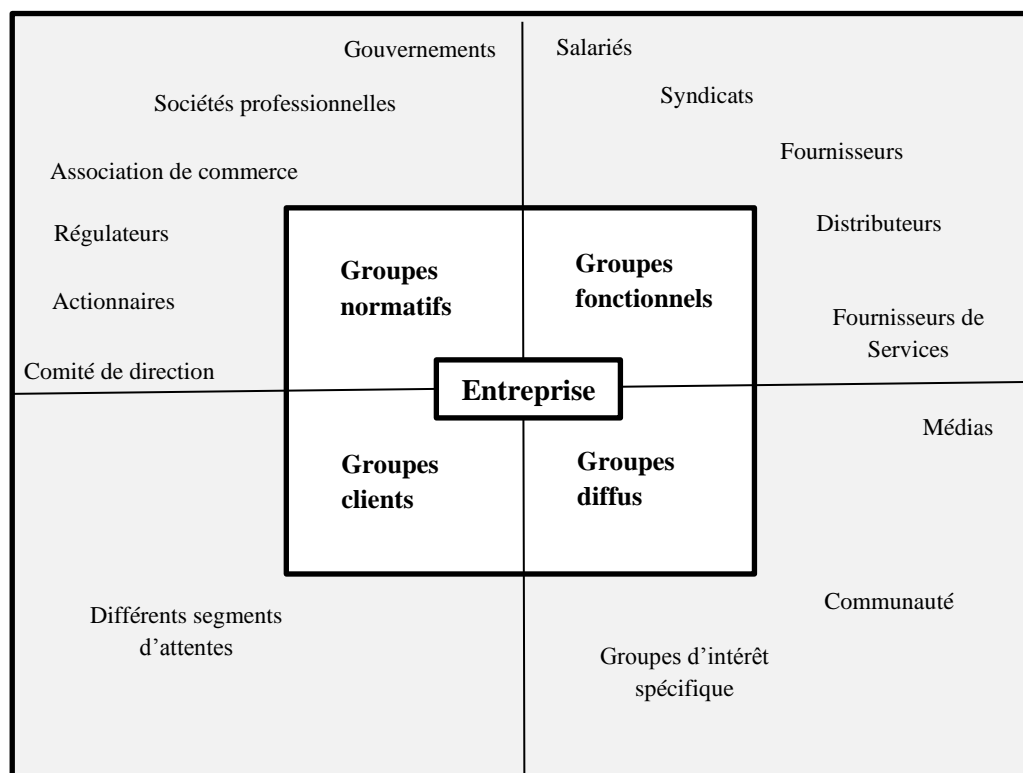 Gouvernements
Salariés
Sociétés professionnelles
Syndicats
Association de commerce
Fournisseurs
Régulateurs
Distributeurs
Groupes
normatifs
Groupes
fonctionnels
Actionnaires
Fournisseurs de
Services
Comité de direction
Entreprise
Médias
Groupes
clients
Groupes
diffus
Différents segments
d’attentes
Communauté
Groupes d’intérêt
spécifique